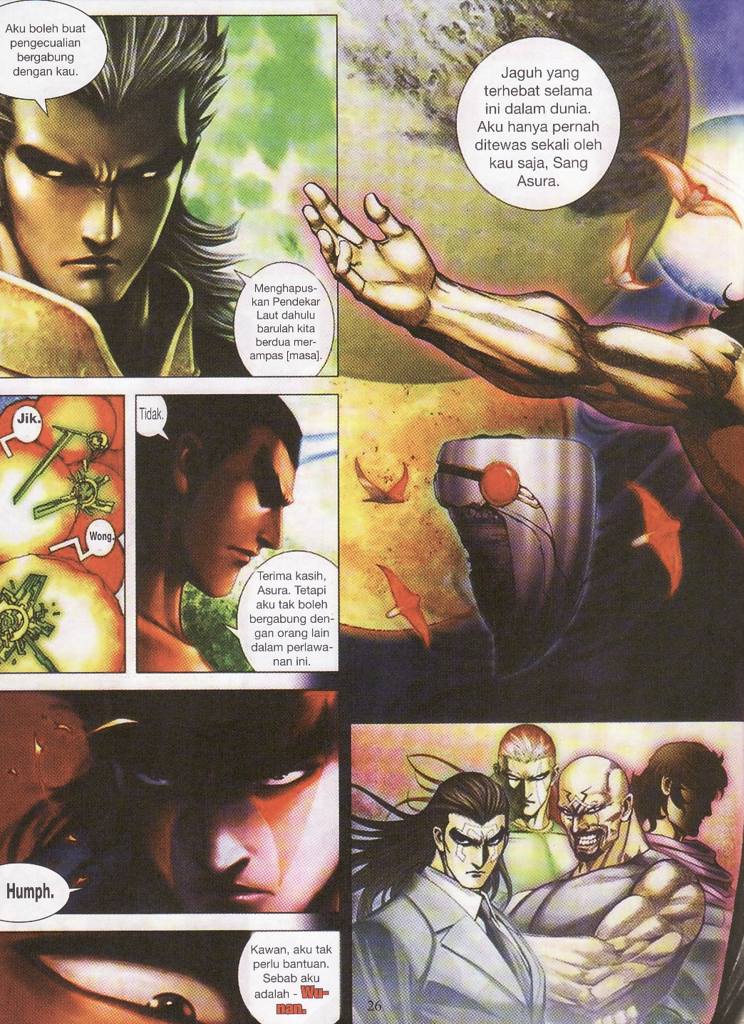 Aku boleh buat
pengecualian
bergabung
dengan kau.
Menghapus-
kan Pendekar
Laut dahulu
barulah kita
berdua mer-
ampas [masa].
Jaguh yang
terhebat selama
ini dalam dunia.
Aku hanya pernah
ditewas sekali oleh
kau saja, Sang
Asura.
Jik.
Wong.
Tidak.
Terima kasih,
Asura. Tetapi
aku tak boleh
bergabung den-
gan orang lain
dalam perlawa-
nan ini.
Humph.
Kawan, aku tak
perlu bantuan.
Sebab aku
adalah - Wu-
nan.
26